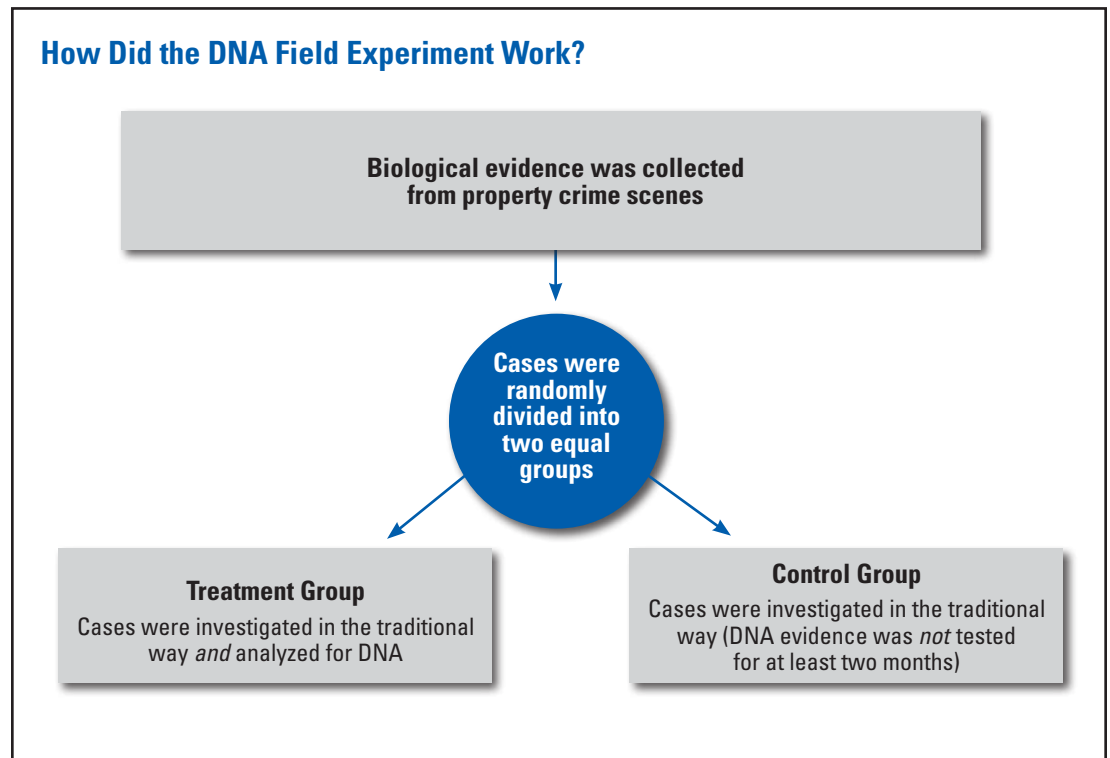 How Did the DNA Field Experiment Work?
Biological evidence was collected
from property crime scenes
Cases were
randomly
divided into
two equal
groups
Treatment Group
Cases were investigated in the traditional
way and analyzed for DNA
Control Group
Cases were investigated in the traditional
way (DNA evidence was not tested
for at least two months)